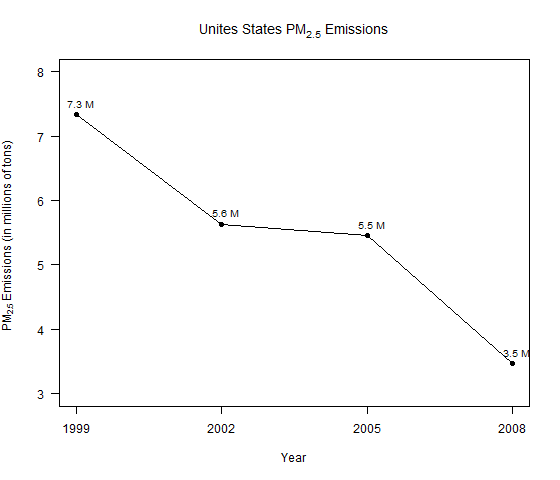 Unites States PM2.5 Emissions
PM2.5 Emissions (in millions of tons)
8
7
6
5
4
3
7.3 M
5.6 M
5.5 M
3.5 M
1999 2002 2005 2008
Year